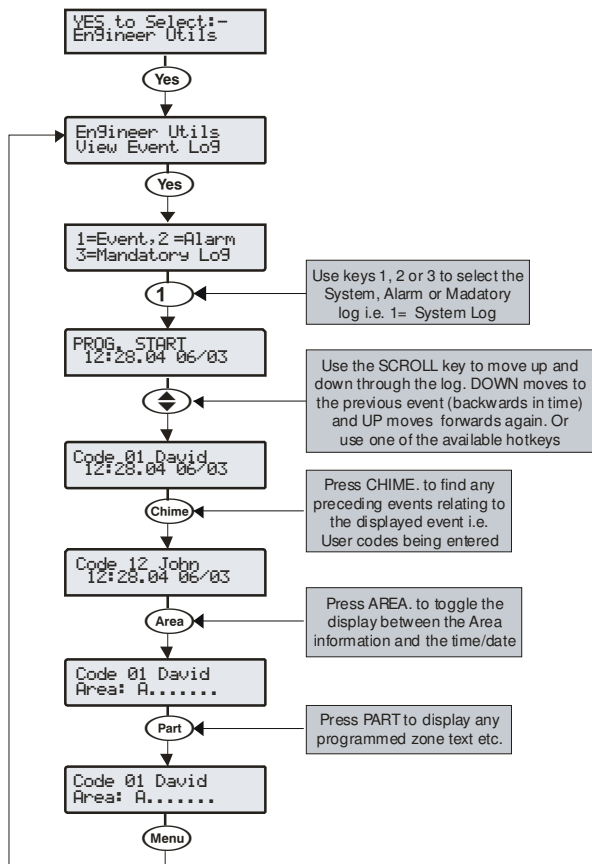 YES to Select:-
Engineer Utils
Yes
Engineer Utils
View Event Log
Yes
1=Event,2 =Alarm
3=Mandatory Log
Use keys 1, 2 or 3 to select the
System, Alarm or Madatory
log i.e. 1= System Log
1
PROG. START
12:28.04 06/03
Use the SCROLL key to move up and
down through the log. DOWN moves to
the previous event (backwards in time)
and UP moves forwards again. Or
use one of the available hotkeys
Code 01 David
12:28.04 06/03
Press CHIME. to find any
preceding events relating to
the displayed event i.e.
User codes being entered
Chime
Code 12 John
12:28.04 06/03
Press AREA. to toggle the
display between the Area
information and the time/date
Area
Code 01 David
Area: A.......
Press PART to display any
programmed zone text etc.
Part
Code 01 David
Area: A.......
Menu